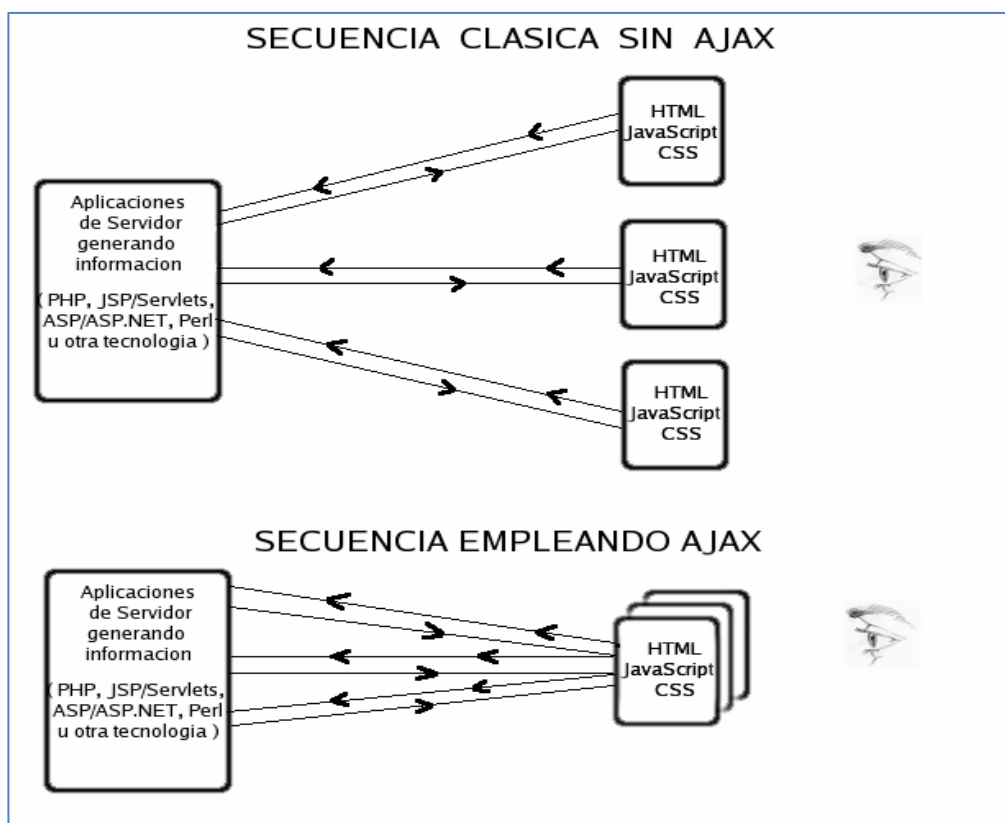 SECUENCIA CLASICA SIN AJAX
Aplicaciones
de Servidor
generando
informacion
( PHP, JSP/Servlets,
ASP/ASP.NET, Perl
u otra tecnologia )
HTML
JavaScript
CSS
HTML
JavaScript
CSS
HTML
JavaScript
CSS
SECUENCIA EMPLEANDO AJAX
Aplicaciones
de Servidor
generando
informacion
( PHP, JSP/Servlets,
ASP/ASP.NET, Perl
u otra tecnologia )
HTML
JavaScript
CSS